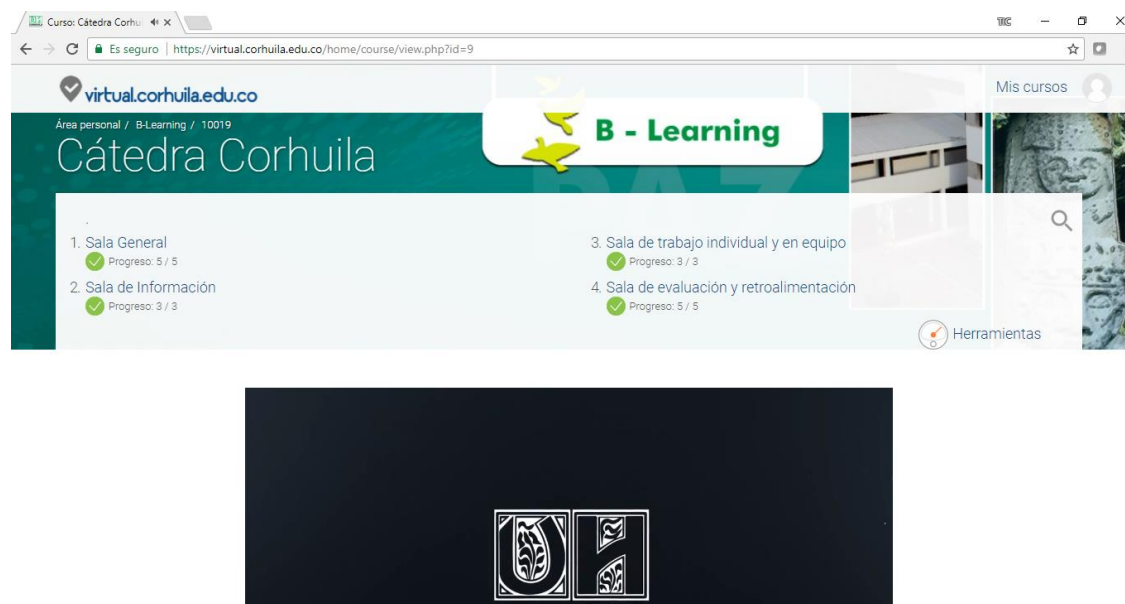 Curso: Cátedra Corhu
TIC
Es seguro | https://virtual.corhuila.edu.co/home/course/view.php?id=9
virtual.corhuila.edu.co
Mis cursos
Área personal / B-Learning / 10019
B - Learning
Cátedra Corhuila
PAZ
.
1. Sala General
Progreso: 5 / 5
2. Sala de Información
Progreso: 3 / 3
3. Sala de trabajo individual y en equipo
Progreso: 3 / 3
4. Sala de evaluación y retroalimentación
Progreso: 5 / 5
Herramientas
UH